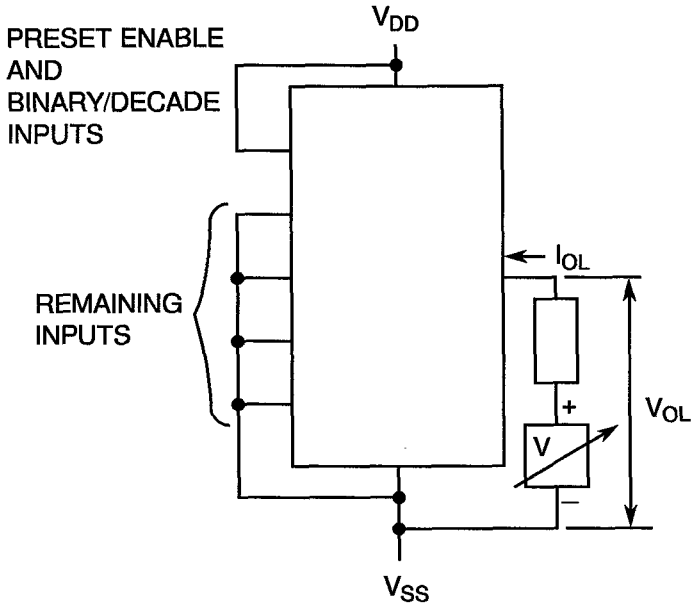 V_DD
PRESET ENABLE
AND
BINARY/DECADE
INPUTS
I_OL
REMAINING
INPUTS
+
V_OL
V
–
V_SS